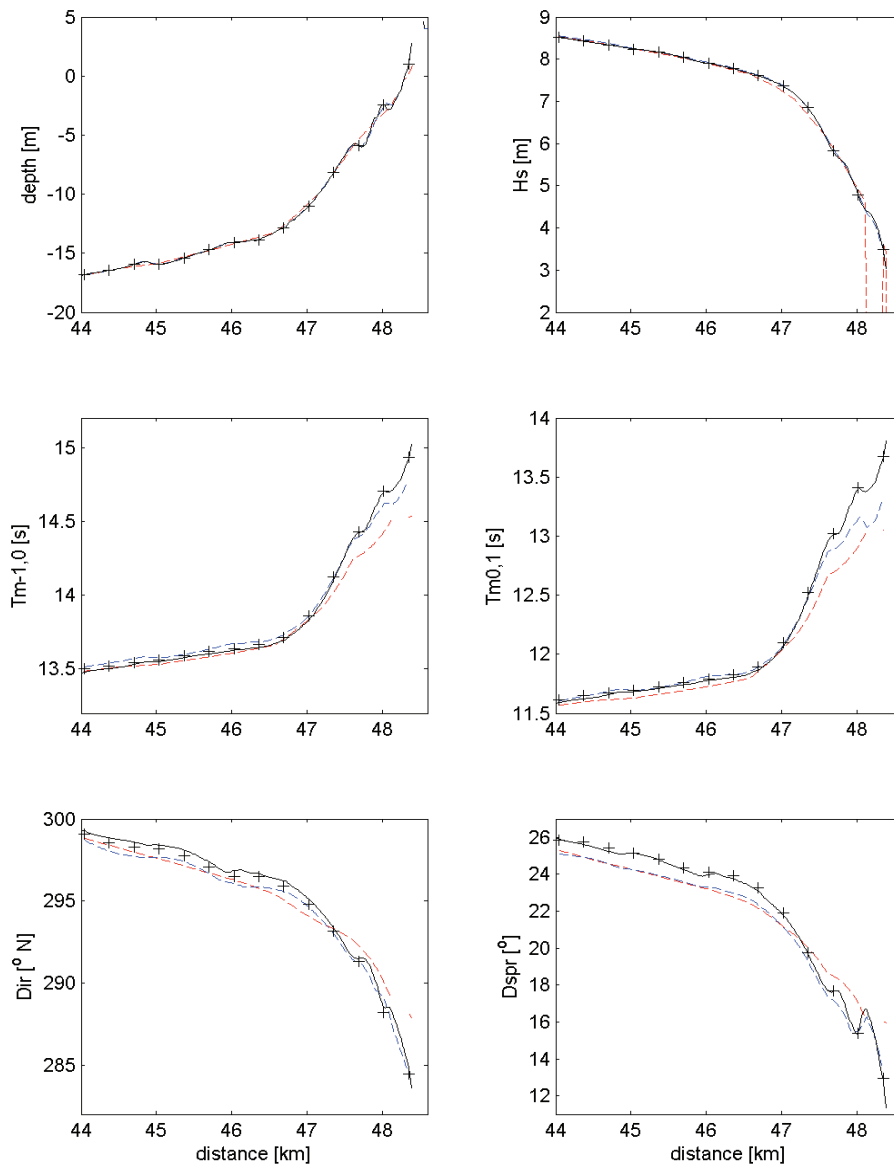 5
0
-5
-10
-15
-20
depth [m]
44 45 46 47 48
9
8
7
6
5
4
3
2
Hs [m]
44 45 46 47 48
15
14.5
14
13.5
Tm-1,0 [s]
44 45 46 47 48
14
13.5
13
12.5
12
11.5
Tm0,1 [s]
44 45 46 47 48
300
295
290
285
Dir [° N]
44 45 46 47 48
distance [km]
26
24
22
20
18
16
14
12
Dspr [°]
44 45 46 47 48
distance [km]